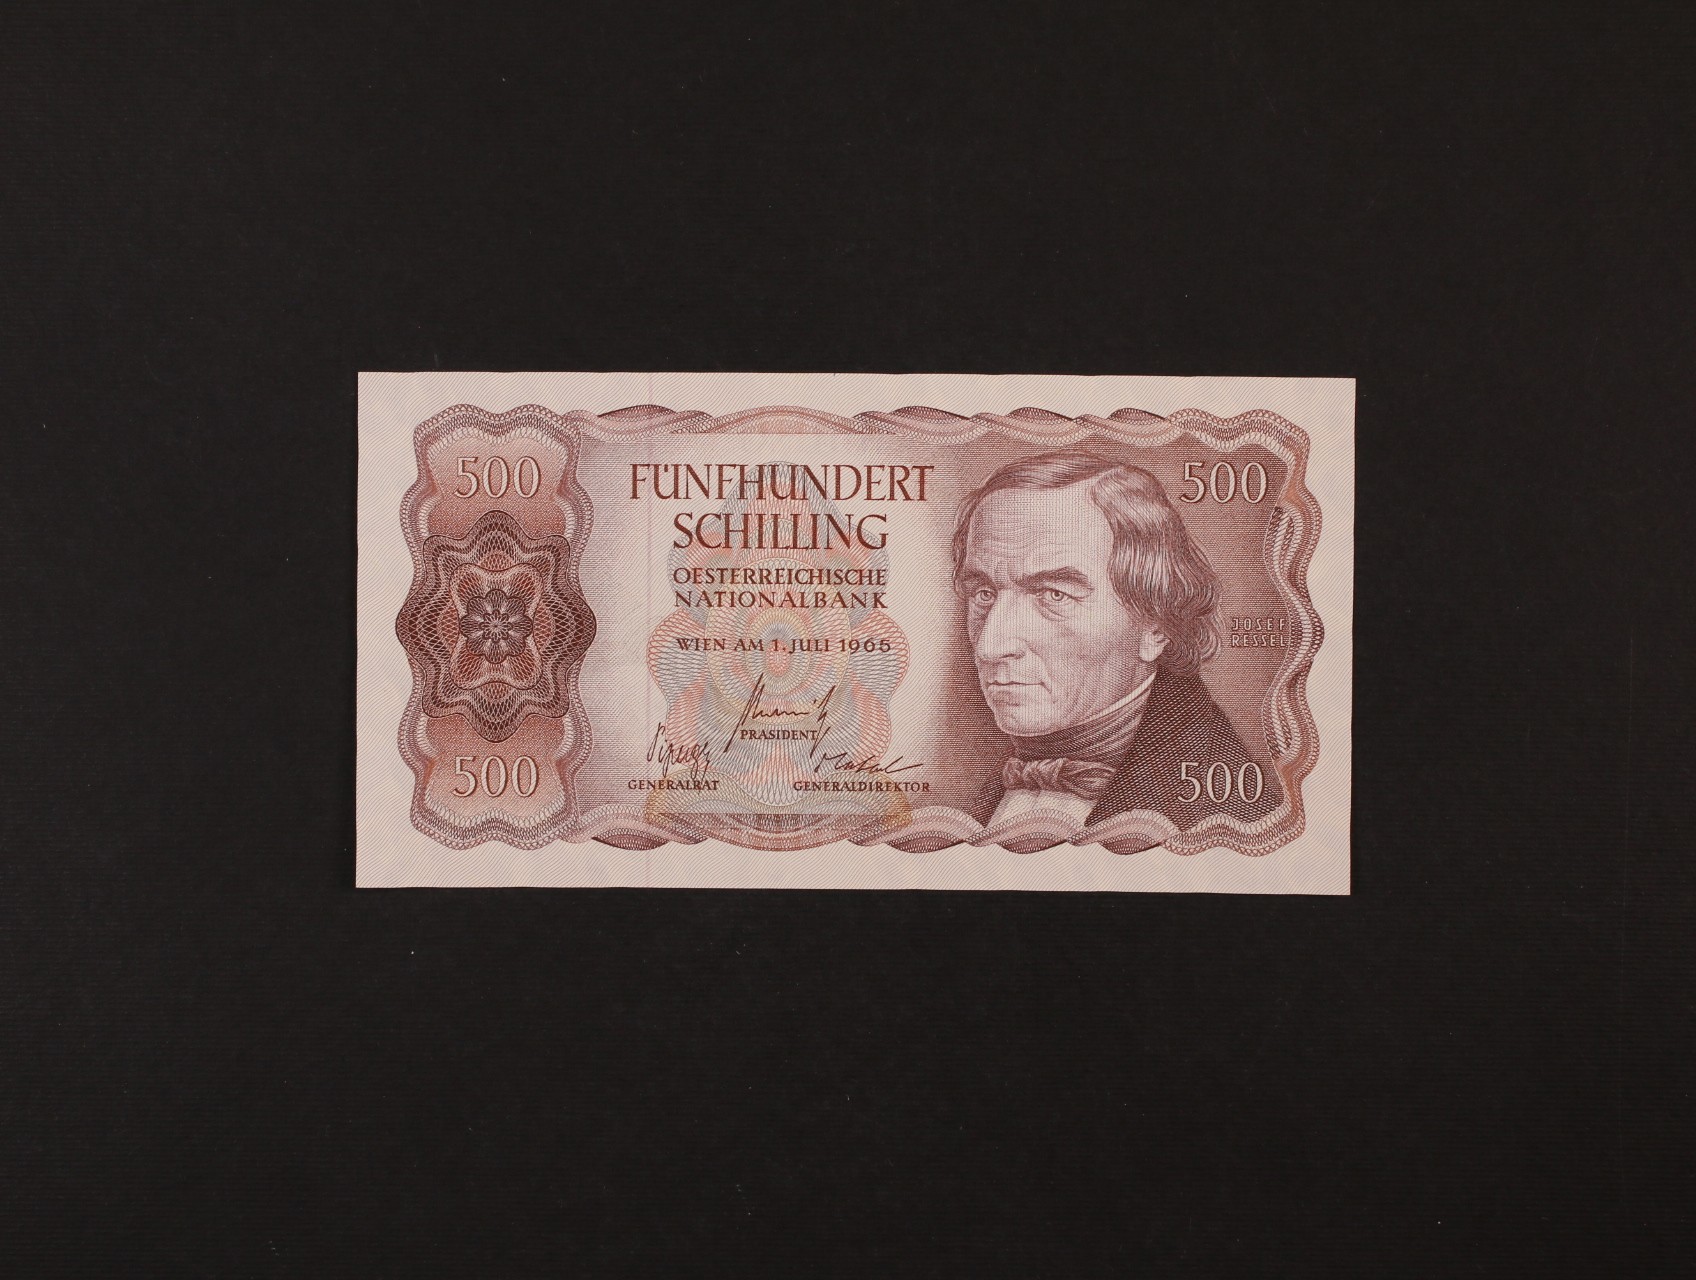 500
FÜNFHUNDERT
SCHILLING
OESTERREICHISCHE
NATIONALBANK
WIEN AM 1. JULI 1965
PRÄSIDENT
GENERALRAT
GENERALDIREKTOR
500
500
JOSEF
RESSEL
500